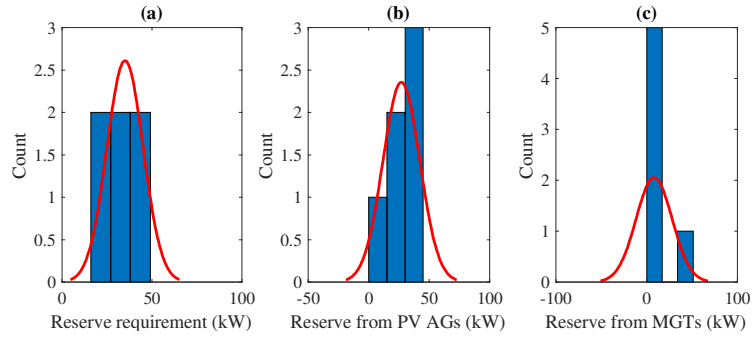 (a)
3
2.5
2
1.5
1
0.5
0
Count
0 50 100
Reserve requirement (kW)
(b)
3
2.5
2
1.5
1
0.5
0
Count
-50 0 50 100
Reserve from PV AGs (kW)
(c)
5
4
3
2
1
0
Count
-100 0 100
Reserve from MGTs (kW)